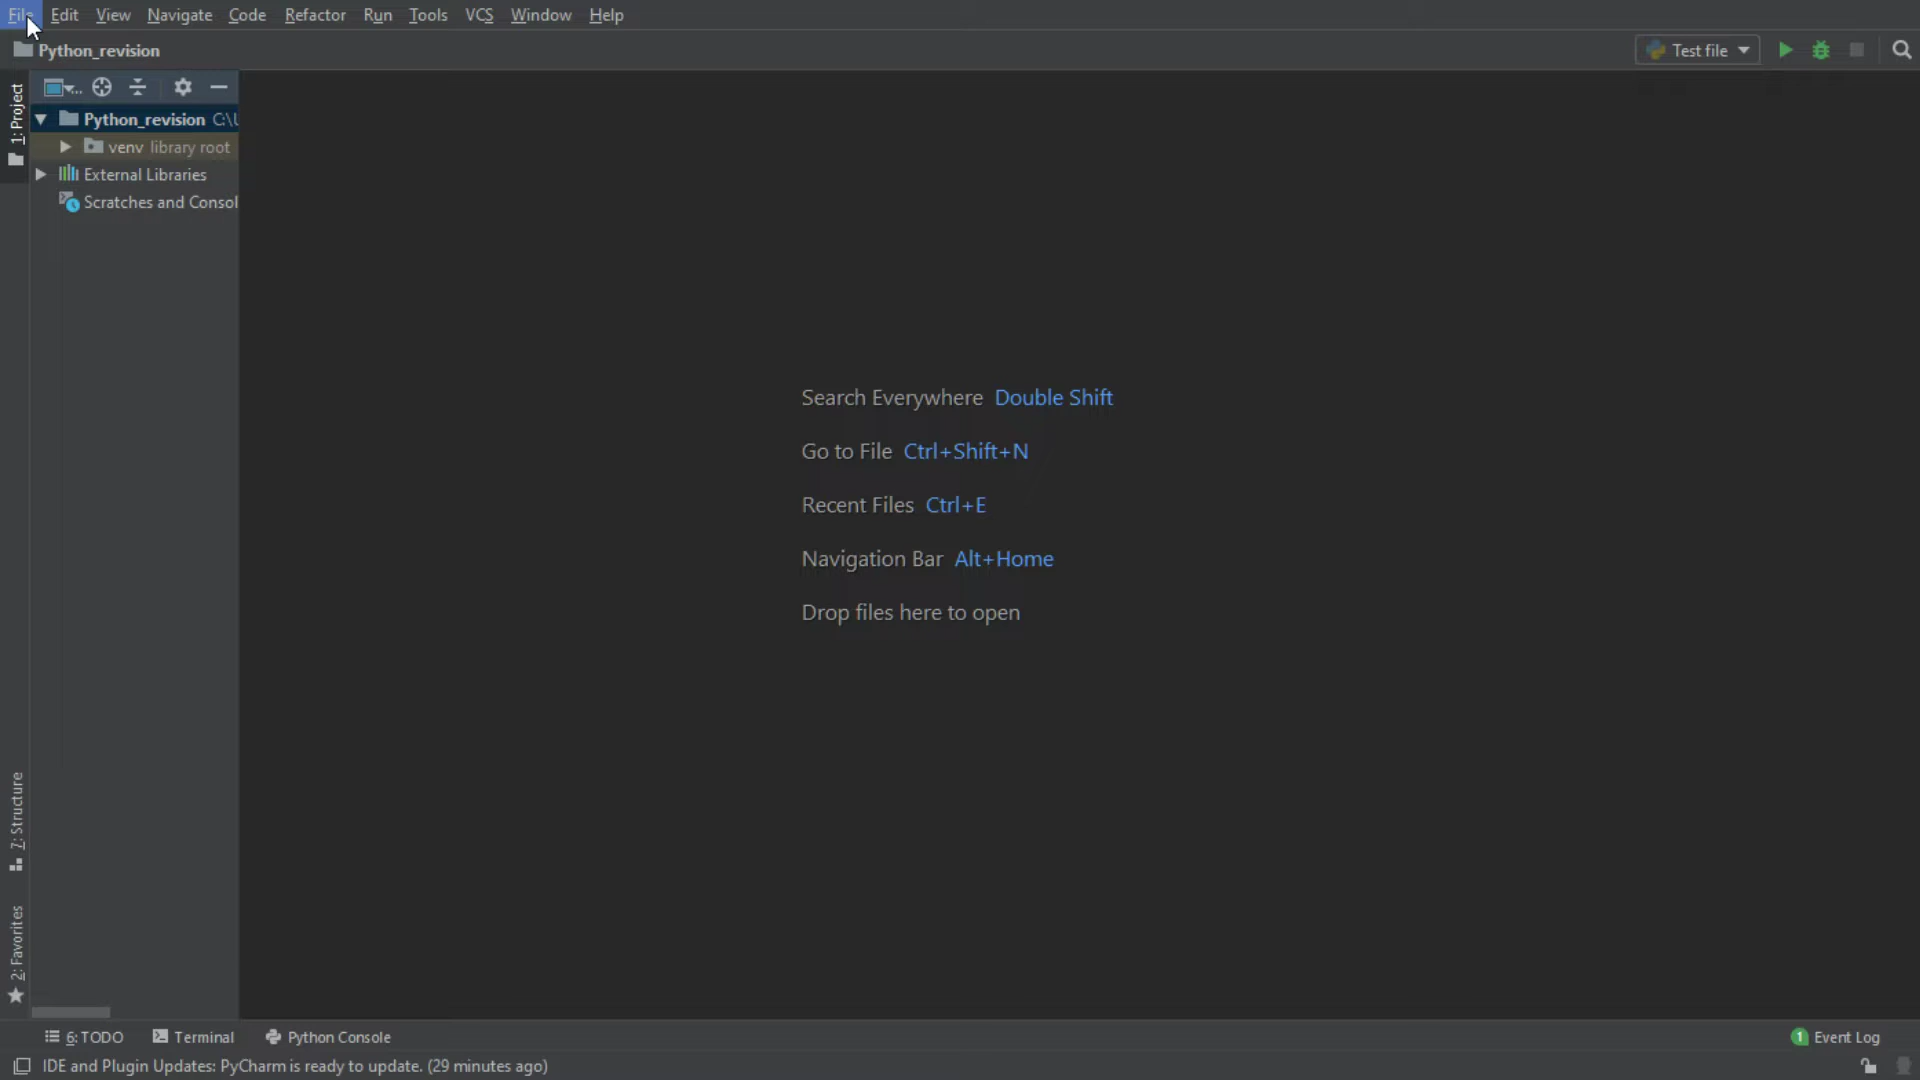 File Edit View Navigate Code Refactor Run Tools VCS Window Help
Python_revision
Test file
1: Project
Python_revision C:\U
venv library root
External Libraries
Scratches and Consol
Search Everywhere Double Shift
Go to File Ctrl+Shift+N
Recent Files Ctrl+E
Navigation Bar Alt+Home
Drop files here to open
7: Structure
2: Favorites
6: TODO Terminal Python Console
1 Event Log
IDE and Plugin Updates: PyCharm is ready to update. (29 minutes ago)